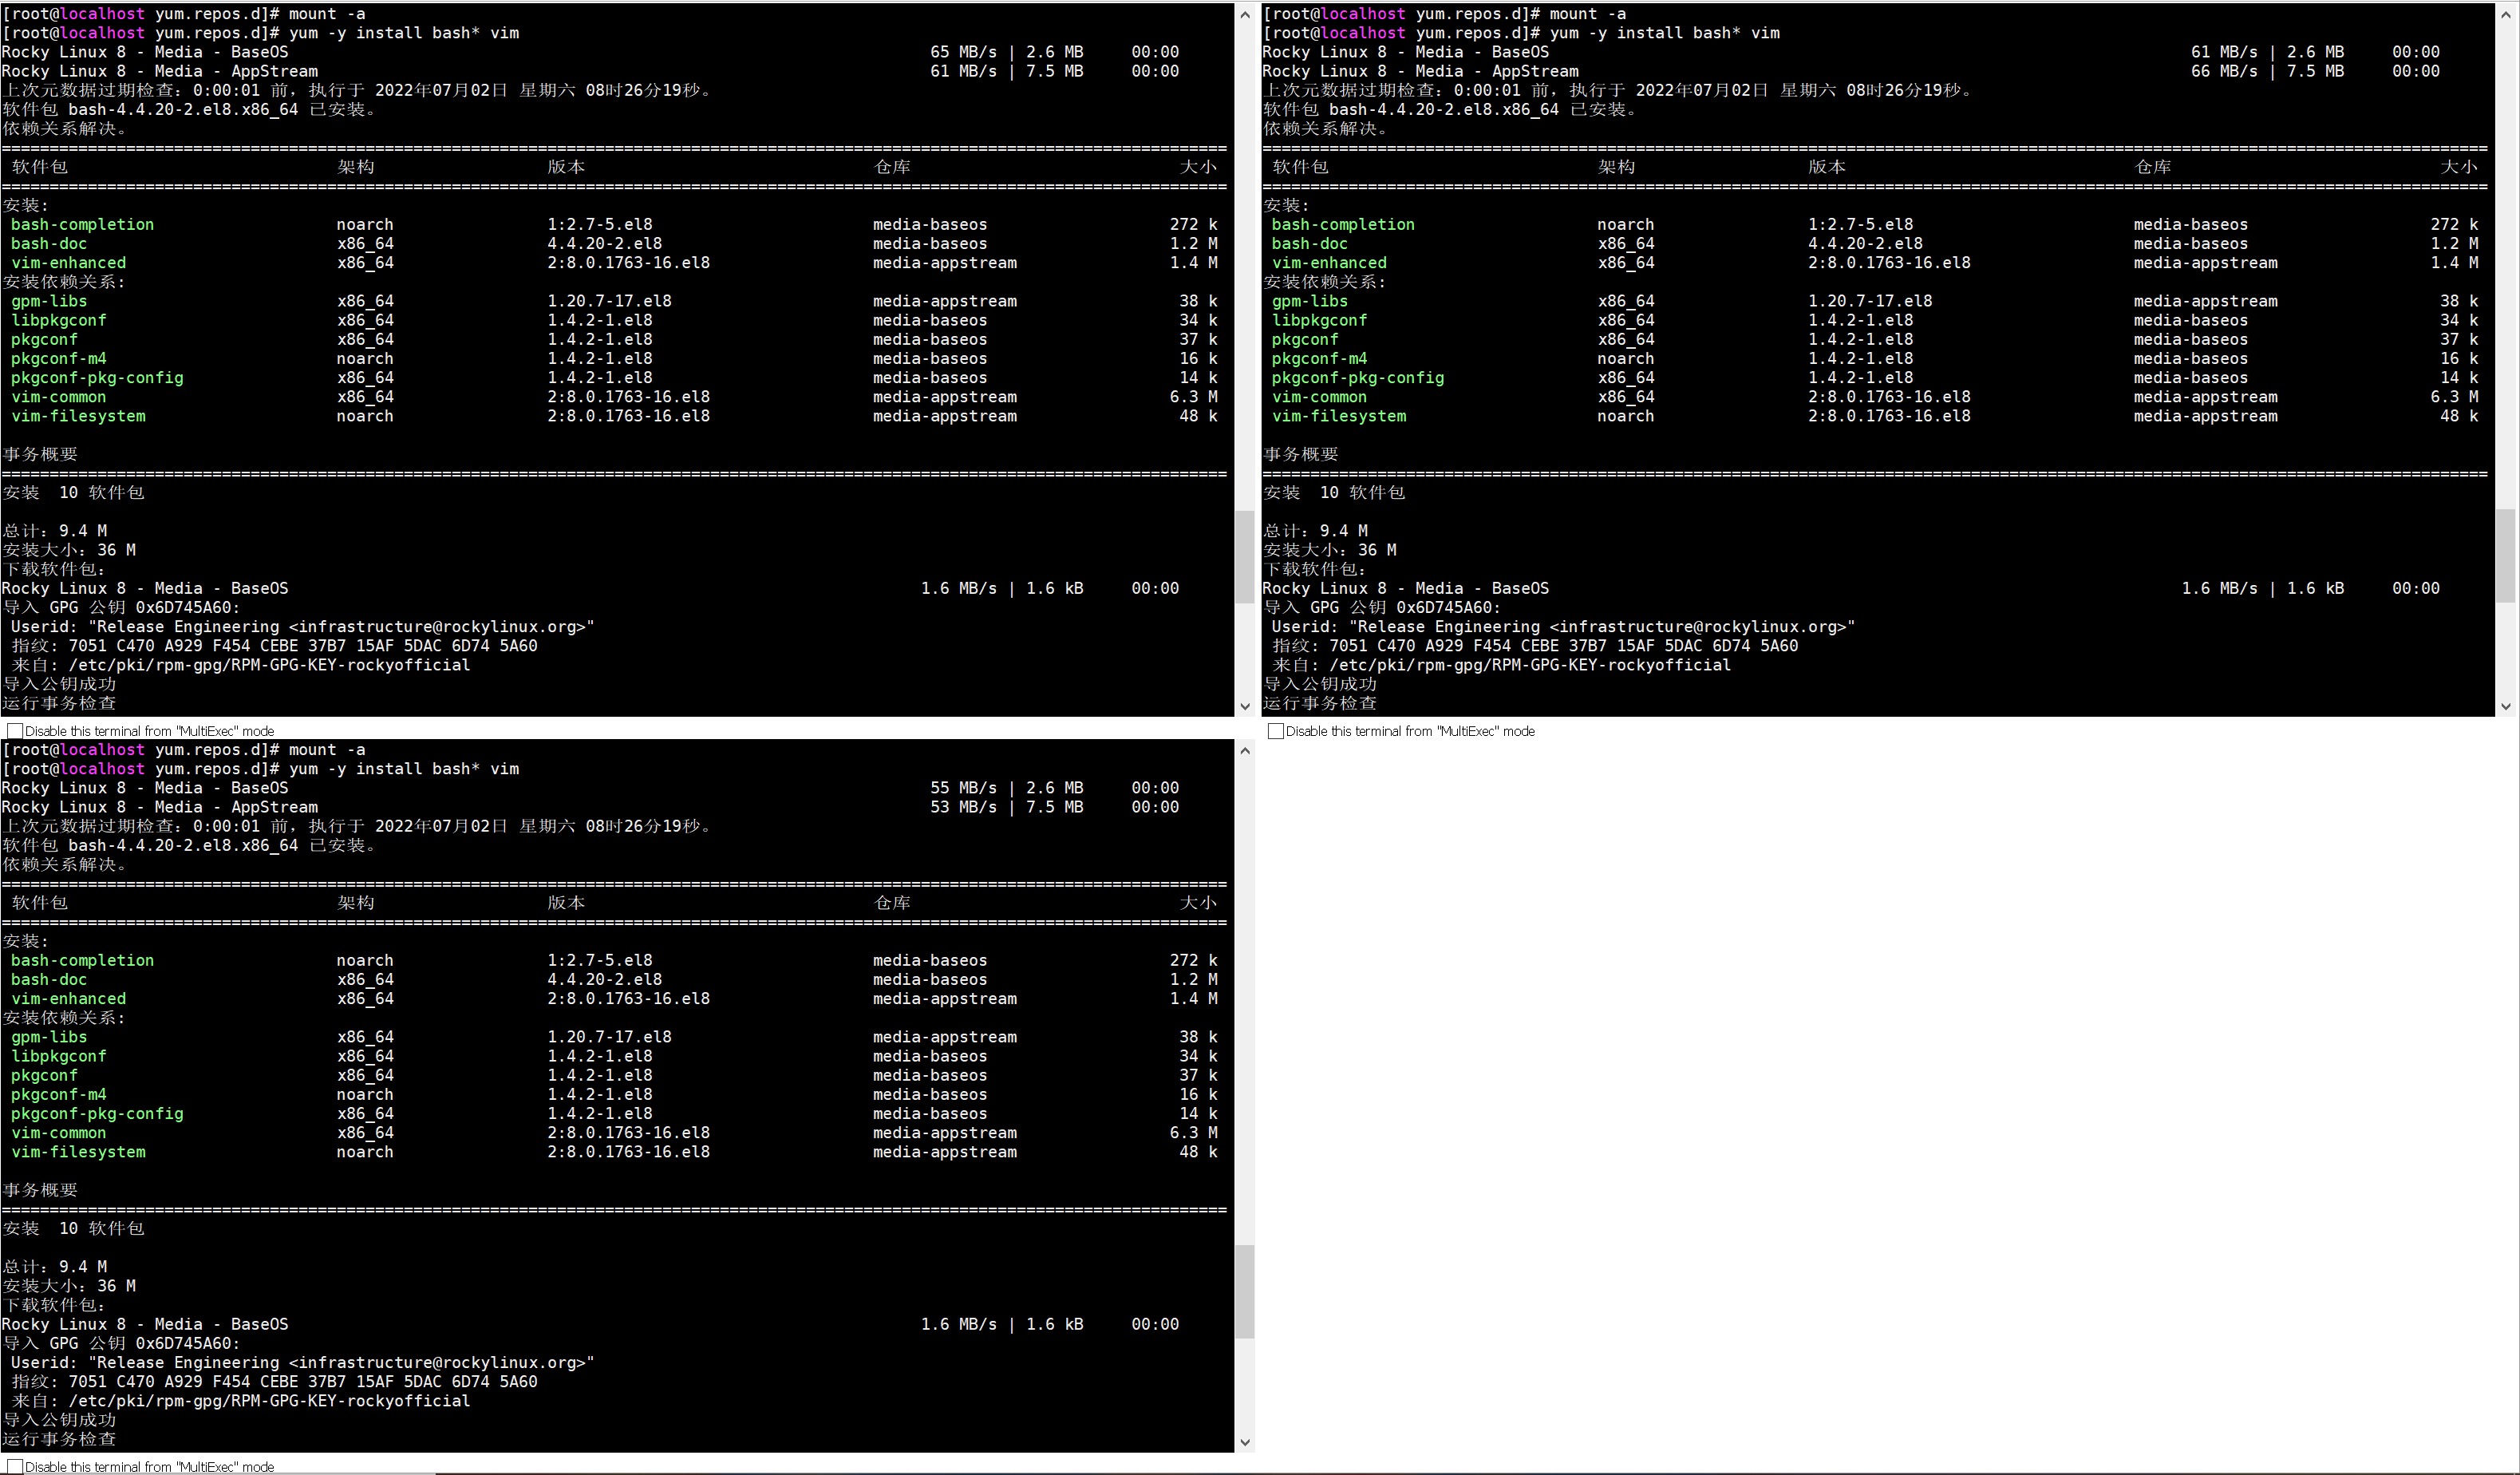 [root@localhost yum.repos.d]# mount -a
[root@localhost yum.repos.d]# yum -y install bash* vim
Rocky Linux 8 - Media - BaseOS 65 MB/s | 2.6 MB 00:00
Rocky Linux 8 - Media - AppStream 61 MB/s | 7.5 MB 00:00
上次元数据过期检查：0:00:01 前，执行于 2022年07月02日 星期六 08时26分19秒。
软件包 bash-4.4.20-2.el8.x86_64 已安装。
依赖关系解决。
================================================================================
软件包 架构 版本 仓库 大小
================================================================================
安装:
bash-completion noarch 1:2.7-5.el8 media-baseos 272 k
bash-doc x86_64 4.4.20-2.el8 media-baseos 1.2 M
vim-enhanced x86_64 2:8.0.1763-16.el8 media-appstream 1.4 M
安装依赖关系:
gpm-libs x86_64 1.20.7-17.el8 media-appstream 38 k
libpkgconf x86_64 1.4.2-1.el8 media-baseos 34 k
pkgconf x86_64 1.4.2-1.el8 media-baseos 37 k
pkgconf-m4 noarch 1.4.2-1.el8 media-baseos 16 k
pkgconf-pkg-config x86_64 1.4.2-1.el8 media-baseos 14 k
vim-common x86_64 2:8.0.1763-16.el8 media-appstream 6.3 M
vim-filesystem noarch 2:8.0.1763-16.el8 media-appstream 48 k
事务概要
================================================================================
安装 10 软件包
总计：9.4 M
安装大小：36 M
下载软件包：
Rocky Linux 8 - Media - BaseOS 1.6 MB/s | 1.6 kB 00:00
导入 GPG 公钥 0x6D745A60:
Userid: "Release Engineering <infrastructure@rockylinux.org>"
指纹: 7051 C470 A929 F454 CEBE 37B7 15AF 5DAC 6D74 5A60
来自: /etc/pki/rpm-gpg/RPM-GPG-KEY-rockyofficial
导入公钥成功
运行事务检查
Disable this terminal from "MultiExec" mode
[root@localhost yum.repos.d]# mount -a
[root@localhost yum.repos.d]# yum -y install bash* vim
Rocky Linux 8 - Media - BaseOS 61 MB/s | 2.6 MB 00:00
Rocky Linux 8 - Media - AppStream 66 MB/s | 7.5 MB 00:00
上次元数据过期检查：0:00:01 前，执行于 2022年07月02日 星期六 08时26分19秒。
软件包 bash-4.4.20-2.el8.x86_64 已安装。
依赖关系解决。
================================================================================
软件包 架构 版本 仓库 大小
================================================================================
安装:
bash-completion noarch 1:2.7-5.el8 media-baseos 272 k
bash-doc x86_64 4.4.20-2.el8 media-baseos 1.2 M
vim-enhanced x86_64 2:8.0.1763-16.el8 media-appstream 1.4 M
安装依赖关系:
gpm-libs x86_64 1.20.7-17.el8 media-appstream 38 k
libpkgconf x86_64 1.4.2-1.el8 media-baseos 34 k
pkgconf x86_64 1.4.2-1.el8 media-baseos 37 k
pkgconf-m4 noarch 1.4.2-1.el8 media-baseos 16 k
pkgconf-pkg-config x86_64 1.4.2-1.el8 media-baseos 14 k
vim-common x86_64 2:8.0.1763-16.el8 media-appstream 6.3 M
vim-filesystem noarch 2:8.0.1763-16.el8 media-appstream 48 k
事务概要
================================================================================
安装 10 软件包
总计：9.4 M
安装大小：36 M
下载软件包：
Rocky Linux 8 - Media - BaseOS 1.6 MB/s | 1.6 kB 00:00
导入 GPG 公钥 0x6D745A60:
Userid: "Release Engineering <infrastructure@rockylinux.org>"
指纹: 7051 C470 A929 F454 CEBE 37B7 15AF 5DAC 6D74 5A60
来自: /etc/pki/rpm-gpg/RPM-GPG-KEY-rockyofficial
导入公钥成功
运行事务检查
Disable this terminal from "MultiExec" mode
[root@localhost yum.repos.d]# mount -a
[root@localhost yum.repos.d]# yum -y install bash* vim
Rocky Linux 8 - Media - BaseOS 55 MB/s | 2.6 MB 00:00
Rocky Linux 8 - Media - AppStream 53 MB/s | 7.5 MB 00:00
上次元数据过期检查：0:00:01 前，执行于 2022年07月02日 星期六 08时26分19秒。
软件包 bash-4.4.20-2.el8.x86_64 已安装。
依赖关系解决。
================================================================================
软件包 架构 版本 仓库 大小
================================================================================
安装:
bash-completion noarch 1:2.7-5.el8 media-baseos 272 k
bash-doc x86_64 4.4.20-2.el8 media-baseos 1.2 M
vim-enhanced x86_64 2:8.0.1763-16.el8 media-appstream 1.4 M
安装依赖关系:
gpm-libs x86_64 1.20.7-17.el8 media-appstream 38 k
libpkgconf x86_64 1.4.2-1.el8 media-baseos 34 k
pkgconf x86_64 1.4.2-1.el8 media-baseos 37 k
pkgconf-m4 noarch 1.4.2-1.el8 media-baseos 16 k
pkgconf-pkg-config x86_64 1.4.2-1.el8 media-baseos 14 k
vim-common x86_64 2:8.0.1763-16.el8 media-appstream 6.3 M
vim-filesystem noarch 2:8.0.1763-16.el8 media-appstream 48 k
事务概要
================================================================================
安装 10 软件包
总计：9.4 M
安装大小：36 M
下载软件包：
Rocky Linux 8 - Media - BaseOS 1.6 MB/s | 1.6 kB 00:00
导入 GPG 公钥 0x6D745A60:
Userid: "Release Engineering <infrastructure@rockylinux.org>"
指纹: 7051 C470 A929 F454 CEBE 37B7 15AF 5DAC 6D74 5A60
来自: /etc/pki/rpm-gpg/RPM-GPG-KEY-rockyofficial
导入公钥成功
运行事务检查
Disable this terminal from "MultiExec" mode